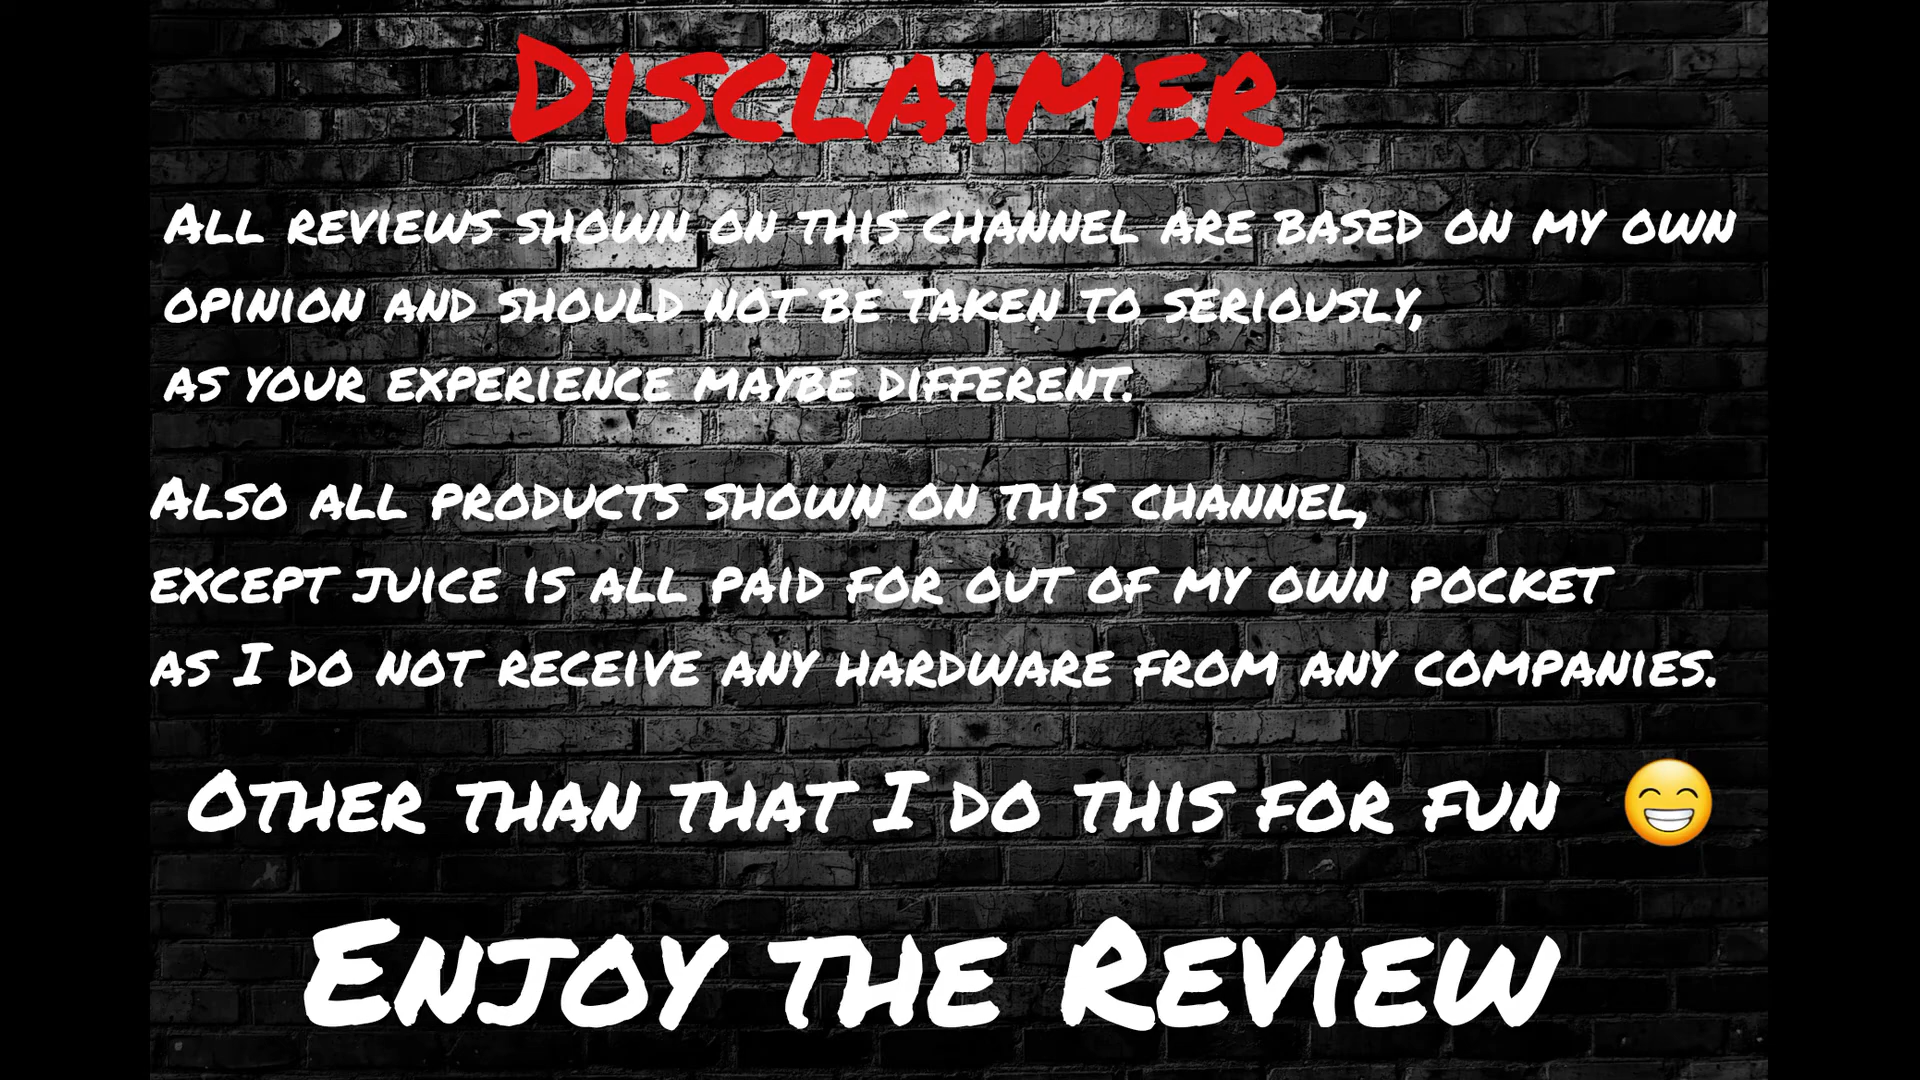 Disclaimer
All reviews shown on this channel are based on my own
opinion and should not be taken to seriously,
as your experience maybe different.
Also all products shown on this channel,
except juice is all paid for out of my own pocket
as I do not receive any hardware from any companies.
Other than that I do this for fun 😁
Enjoy the Review